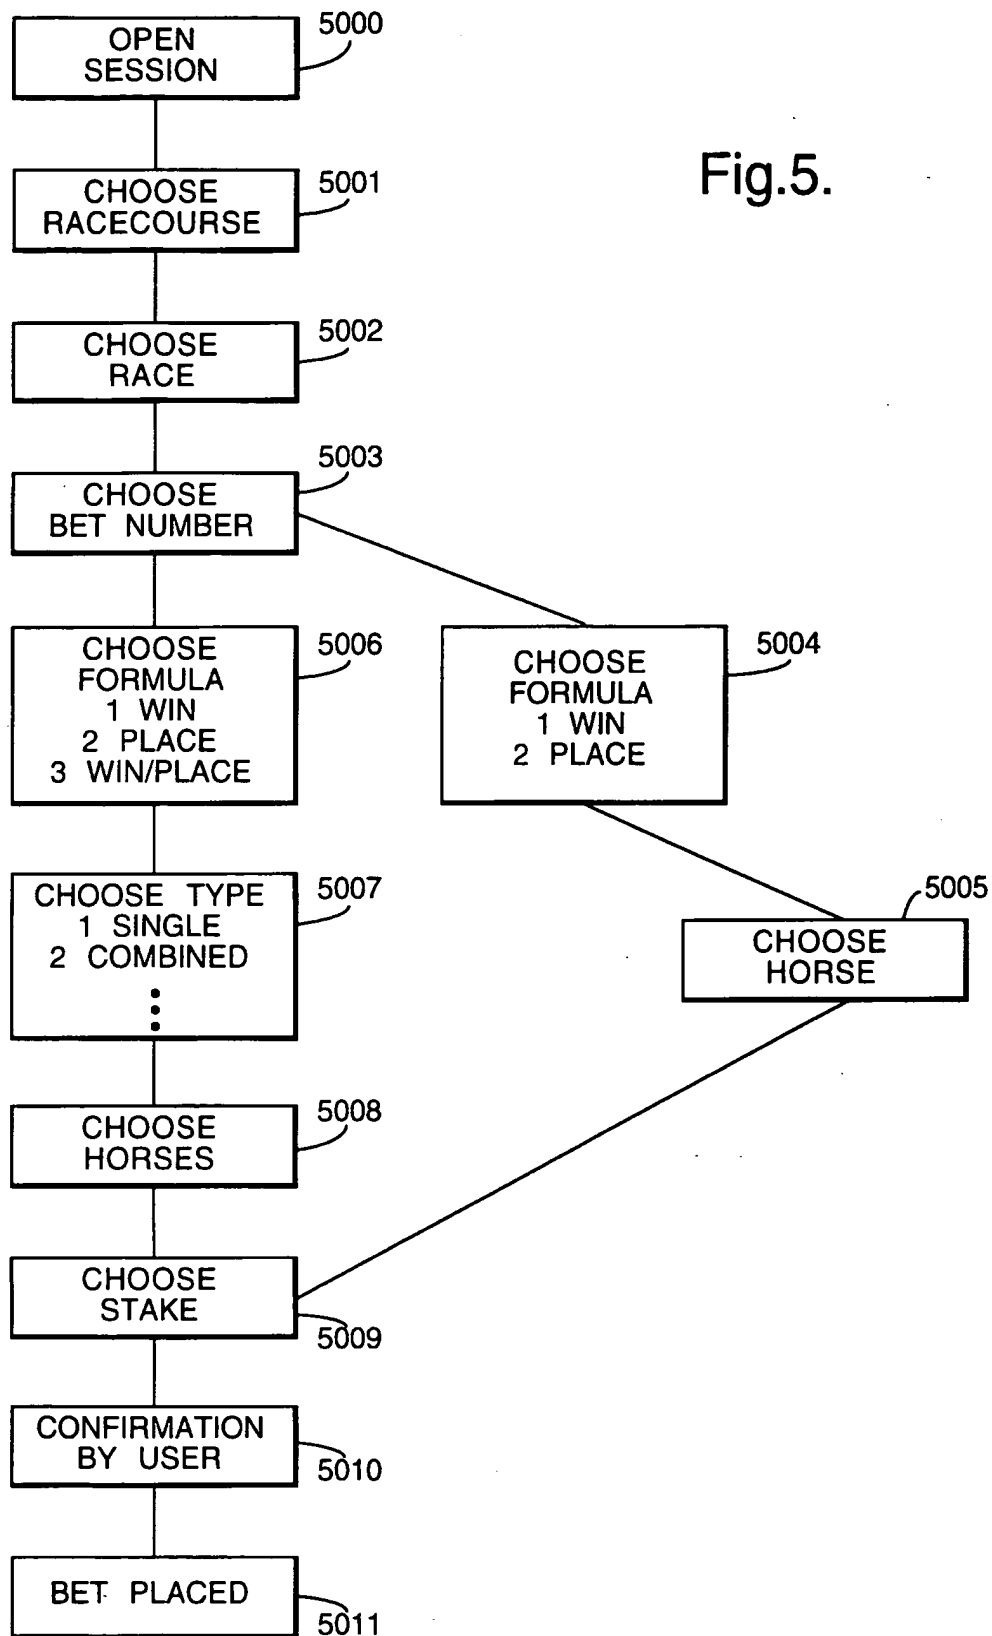 OPEN
SESSION
5000
Fig.5.
CHOOSE
RACECOURSE
5001
CHOOSE
RACE
5002
CHOOSE
BET NUMBER
5003
CHOOSE
FORMULA
1 WIN
2 PLACE
3 WIN/PLACE
5006
CHOOSE
FORMULA
1 WIN
2 PLACE
5004
CHOOSE TYPE
1 SINGLE
2 COMBINED
5007
CHOOSE
HORSE
5005
CHOOSE
HORSES
5008
CHOOSE
STAKE
5009
CONFIRMATION
BY USER
5010
BET PLACED
5011